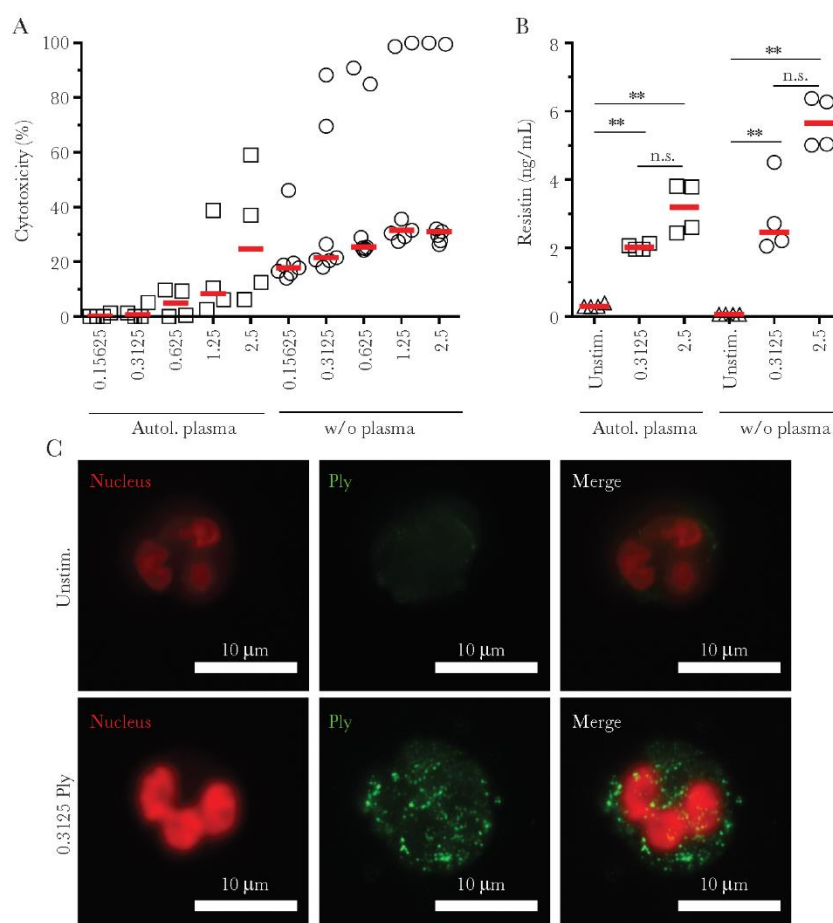 A
Cytotoxicity (%)
100
80
60
40
20
0
0.15625
0.3125
0.625
1.25
2.5
0.15625
0.3125
0.625
1.25
2.5
Autol. plasma
w/o plasma
B
Resistin (ng/mL)
8
6
4
2
0
**
**
n.s.
**
n.s.
**
Unstim.
0.3125
2.5
Unstim.
0.3125
2.5
Autol. plasma
w/o plasma
C
Unstim.
Nucleus
10 μm
Ply
10 μm
Merge
10 μm
0.3125 Ply
Nucleus
10 μm
Ply
10 μm
Merge
10 μm